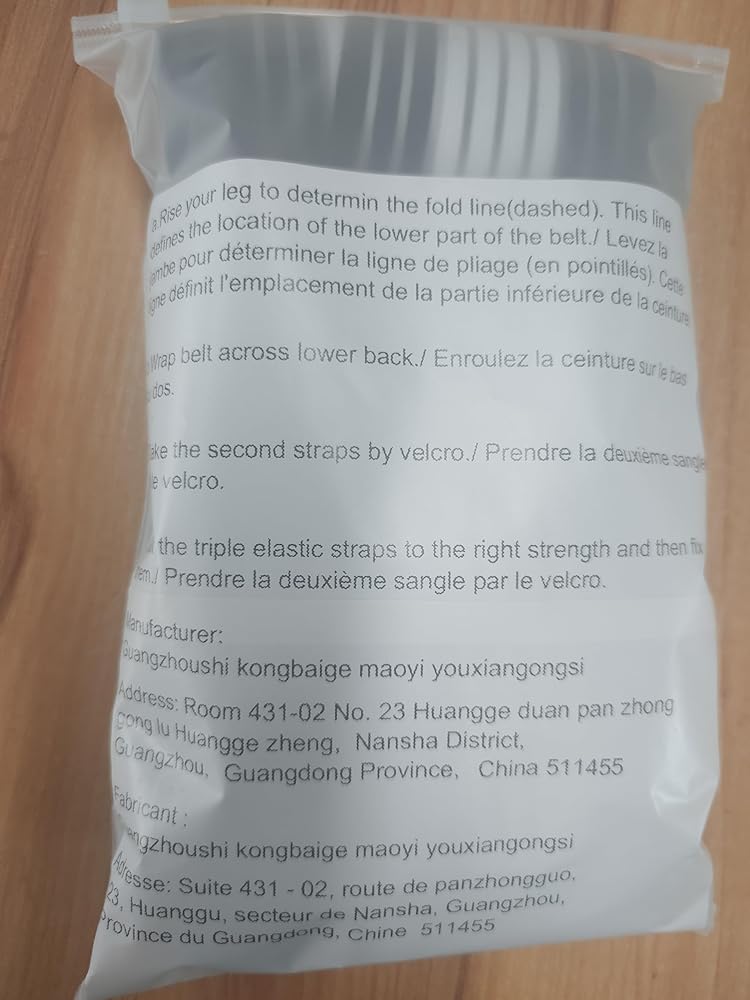 a.Rise your leg to determin the fold line(dashed). This line
defines the location of the lower part of the belt./ Levez la
jambe pour déterminer la ligne de pliage (en pointillés). Cette
ligne définit l'emplacement de la partie inférieure de la ceinture.
Wrap belt across lower back./ Enroulez la ceinture sur le bas
dos.
the second straps by velcro./ Prendre la deuxième sangle
le velcro.
the triple elastic straps to the right strength and then fix
them./ Prendre la deuxième sangle par le velcro.
Manufacturer:
Guangzhoushi kongbaige maoyi youxiangongsi
Address: Room 431-02 No. 23 Huangge duan pan zhong
gong lu Huangge zheng, Nansha District,
Guangzhou, Guangdong Province, China 511455
Fabricant :
Guangzhoushi kongbaige maoyi youxiangongsi
Adresse: Suite 431 - 02, route de panzhongguo,
23, Huanggu, secteur de Nansha, Guangzhou,
Province du Guangdong, Chine 511455